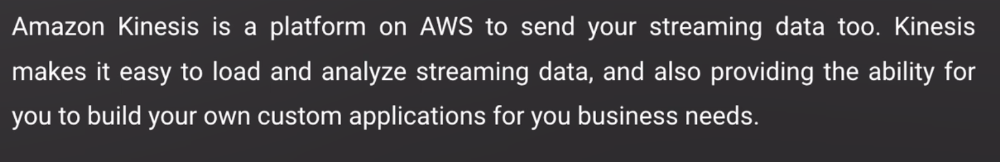 Amazon Kinesis is a platform on AWS to send your streaming data too. Kinesis
makes it easy to load and analyze streaming data, and also providing the ability for
you to build your own custom applications for you business needs.